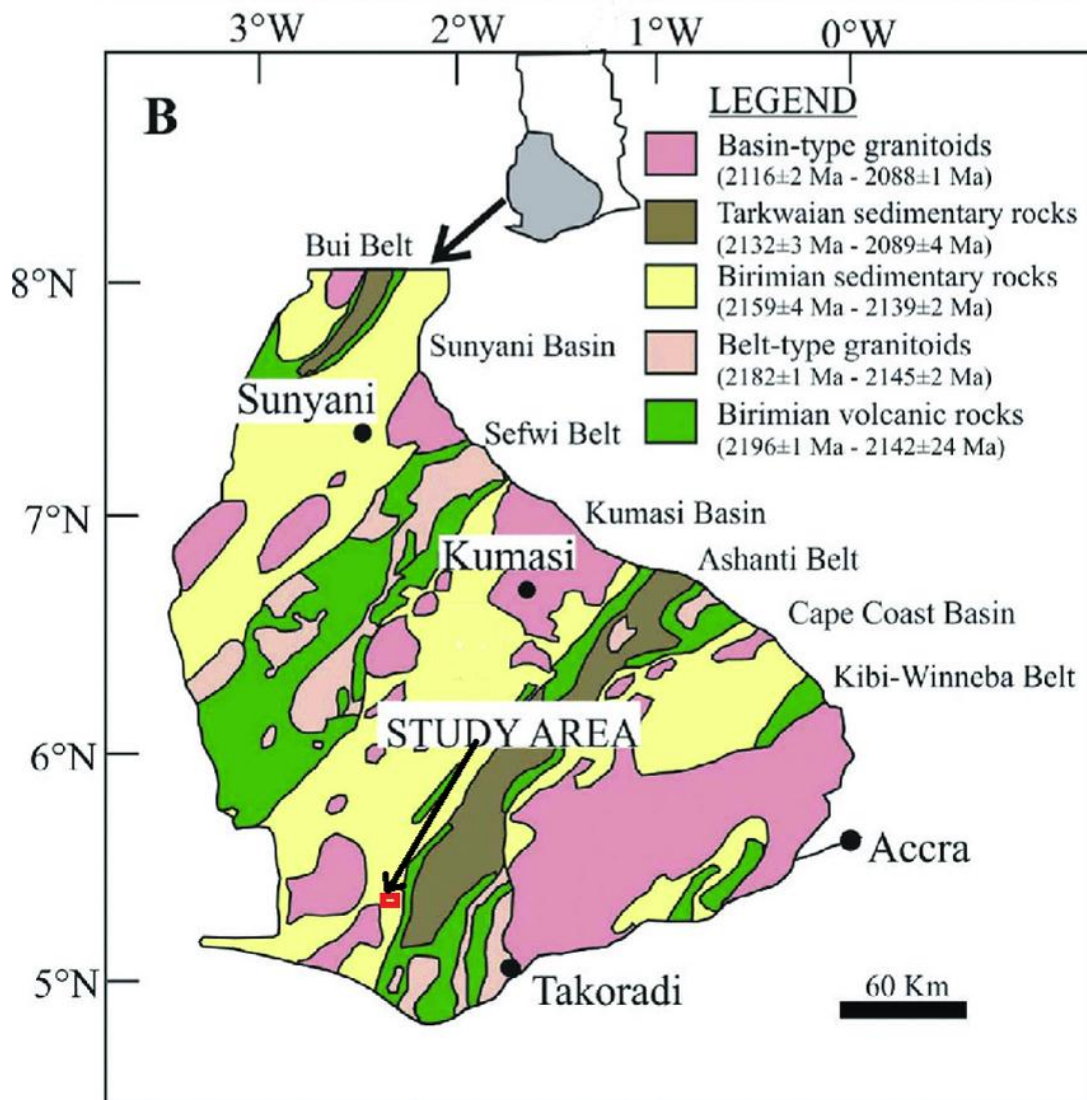 3°W 2°W 1°W 0°W
B
LEGEND
Basin-type granitoids
(2116±2 Ma - 2088±1 Ma)
Tarkwaian sedimentary rocks
(2132±3 Ma - 2089±4 Ma)
Birimian sedimentary rocks
(2159±4 Ma - 2139±2 Ma)
Belt-type granitoids
(2182±1 Ma - 2145±2 Ma)
Birimian volcanic rocks
(2196±1 Ma - 2142±24 Ma)
Bui Belt
8°N
Sunyani Basin
Sunyani
Sefwi Belt
7°N
Kumasi Basin
Kumasi
Ashanti Belt
Cape Coast Basin
Kibi-Winneba Belt
STUDY AREA
6°N
Accra
5°N
Takoradi
60 Km